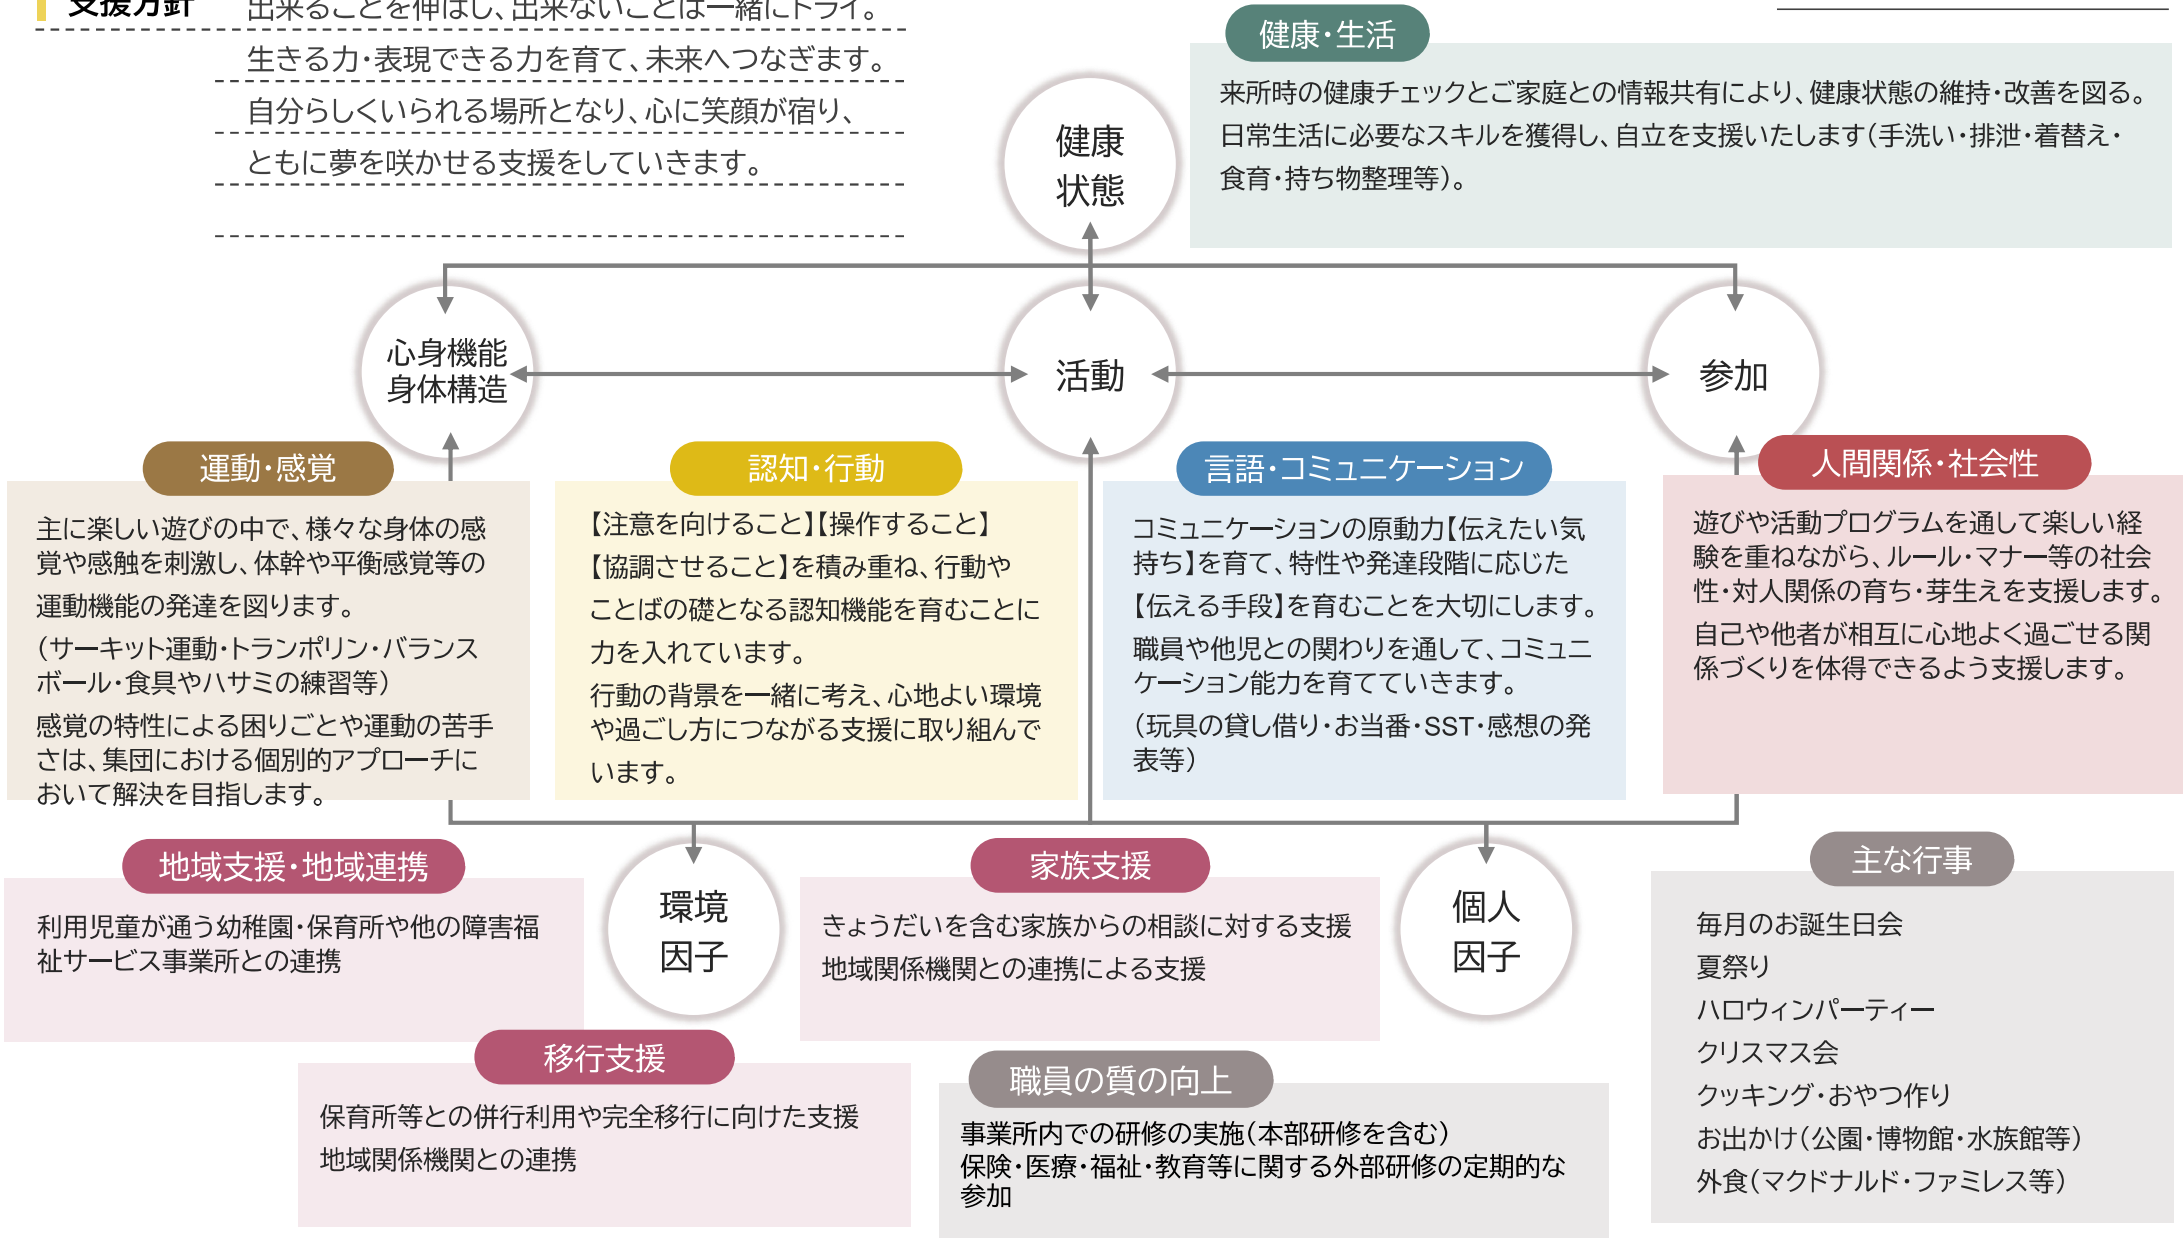 支援方針
出来ることを伸ばし、出来ないことは一緒にトライ。
生きる力・表現できる力を育て、未来へつなぎます。
自分らしくいられる場所となり、心に笑顔が宿り、
ともに夢を咲かせる支援をしていきます。
健康・生活
来所時の健康チェックとご家庭との情報共有により、健康状態の維持・改善を図る。
日常生活に必要なスキルを獲得し、自立を支援いたします（手洗い・排泄・着替え・
食育・持ち物整理等）。
健康
状態
心身機能
身体構造
活動
参加
運動・感覚
主に楽しい遊びの中で、様々な身体の感
覚や感触を刺激し、体幹や平衡感覚等の
運動機能の発達を図ります。
（サーキット運動・トランポリン・バランス
ボール・食具やハサミの練習等）
感覚の特性による困りごとや運動の苦手
さは、集団における個別的アプローチに
おいて解決を目指します。
認知・行動
【注意を向けること】【操作すること】
【協調させること】を積み重ね、行動や
ことばの礎となる認知機能を育むことに
力を入れています。
行動の背景を一緒に考え、心地よい環境
や過ごし方につながる支援に取り組んで
います。
言語・コミュニケーション
コミュニケーションの原動力【伝えたい気
持ち】を育て、特性や発達段階に応じた
【伝える手段】を育むことを大切にします。
職員や他児との関わりを通して、コミュニ
ケーション能力を育てていきます。
（玩具の貸し借り・お当番・SST・感想の発
表等）
人間関係・社会性
遊びや活動プログラムを通して楽しい経
験を重ねながら、ルール・マナー等の社会
性・対人関係の育ち・芽生えを支援します。
自己や他者が相互に心地よく過ごせる関
係づくりを体得できるよう支援します。
地域支援・地域連携
利用児童が通う幼稚園・保育所や他の障害福
祉サービス事業所との連携
環境
因子
家族支援
きょうだいを含む家族からの相談に対する支援
地域関係機関との連携による支援
個人
因子
主な行事
毎月のお誕生日会
夏祭り
ハロウィンパーティー
クリスマス会
クッキング・おやつ作り
お出かけ（公園・博物館・水族館等）
外食（マクドナルド・ファミレス等）
移行支援
保育所等との併行利用や完全移行に向けた支援
地域関係機関との連携
職員の質の向上
事業所内での研修の実施（本部研修を含む）
保険・医療・福祉・教育等に関する外部研修の定期的な
参加